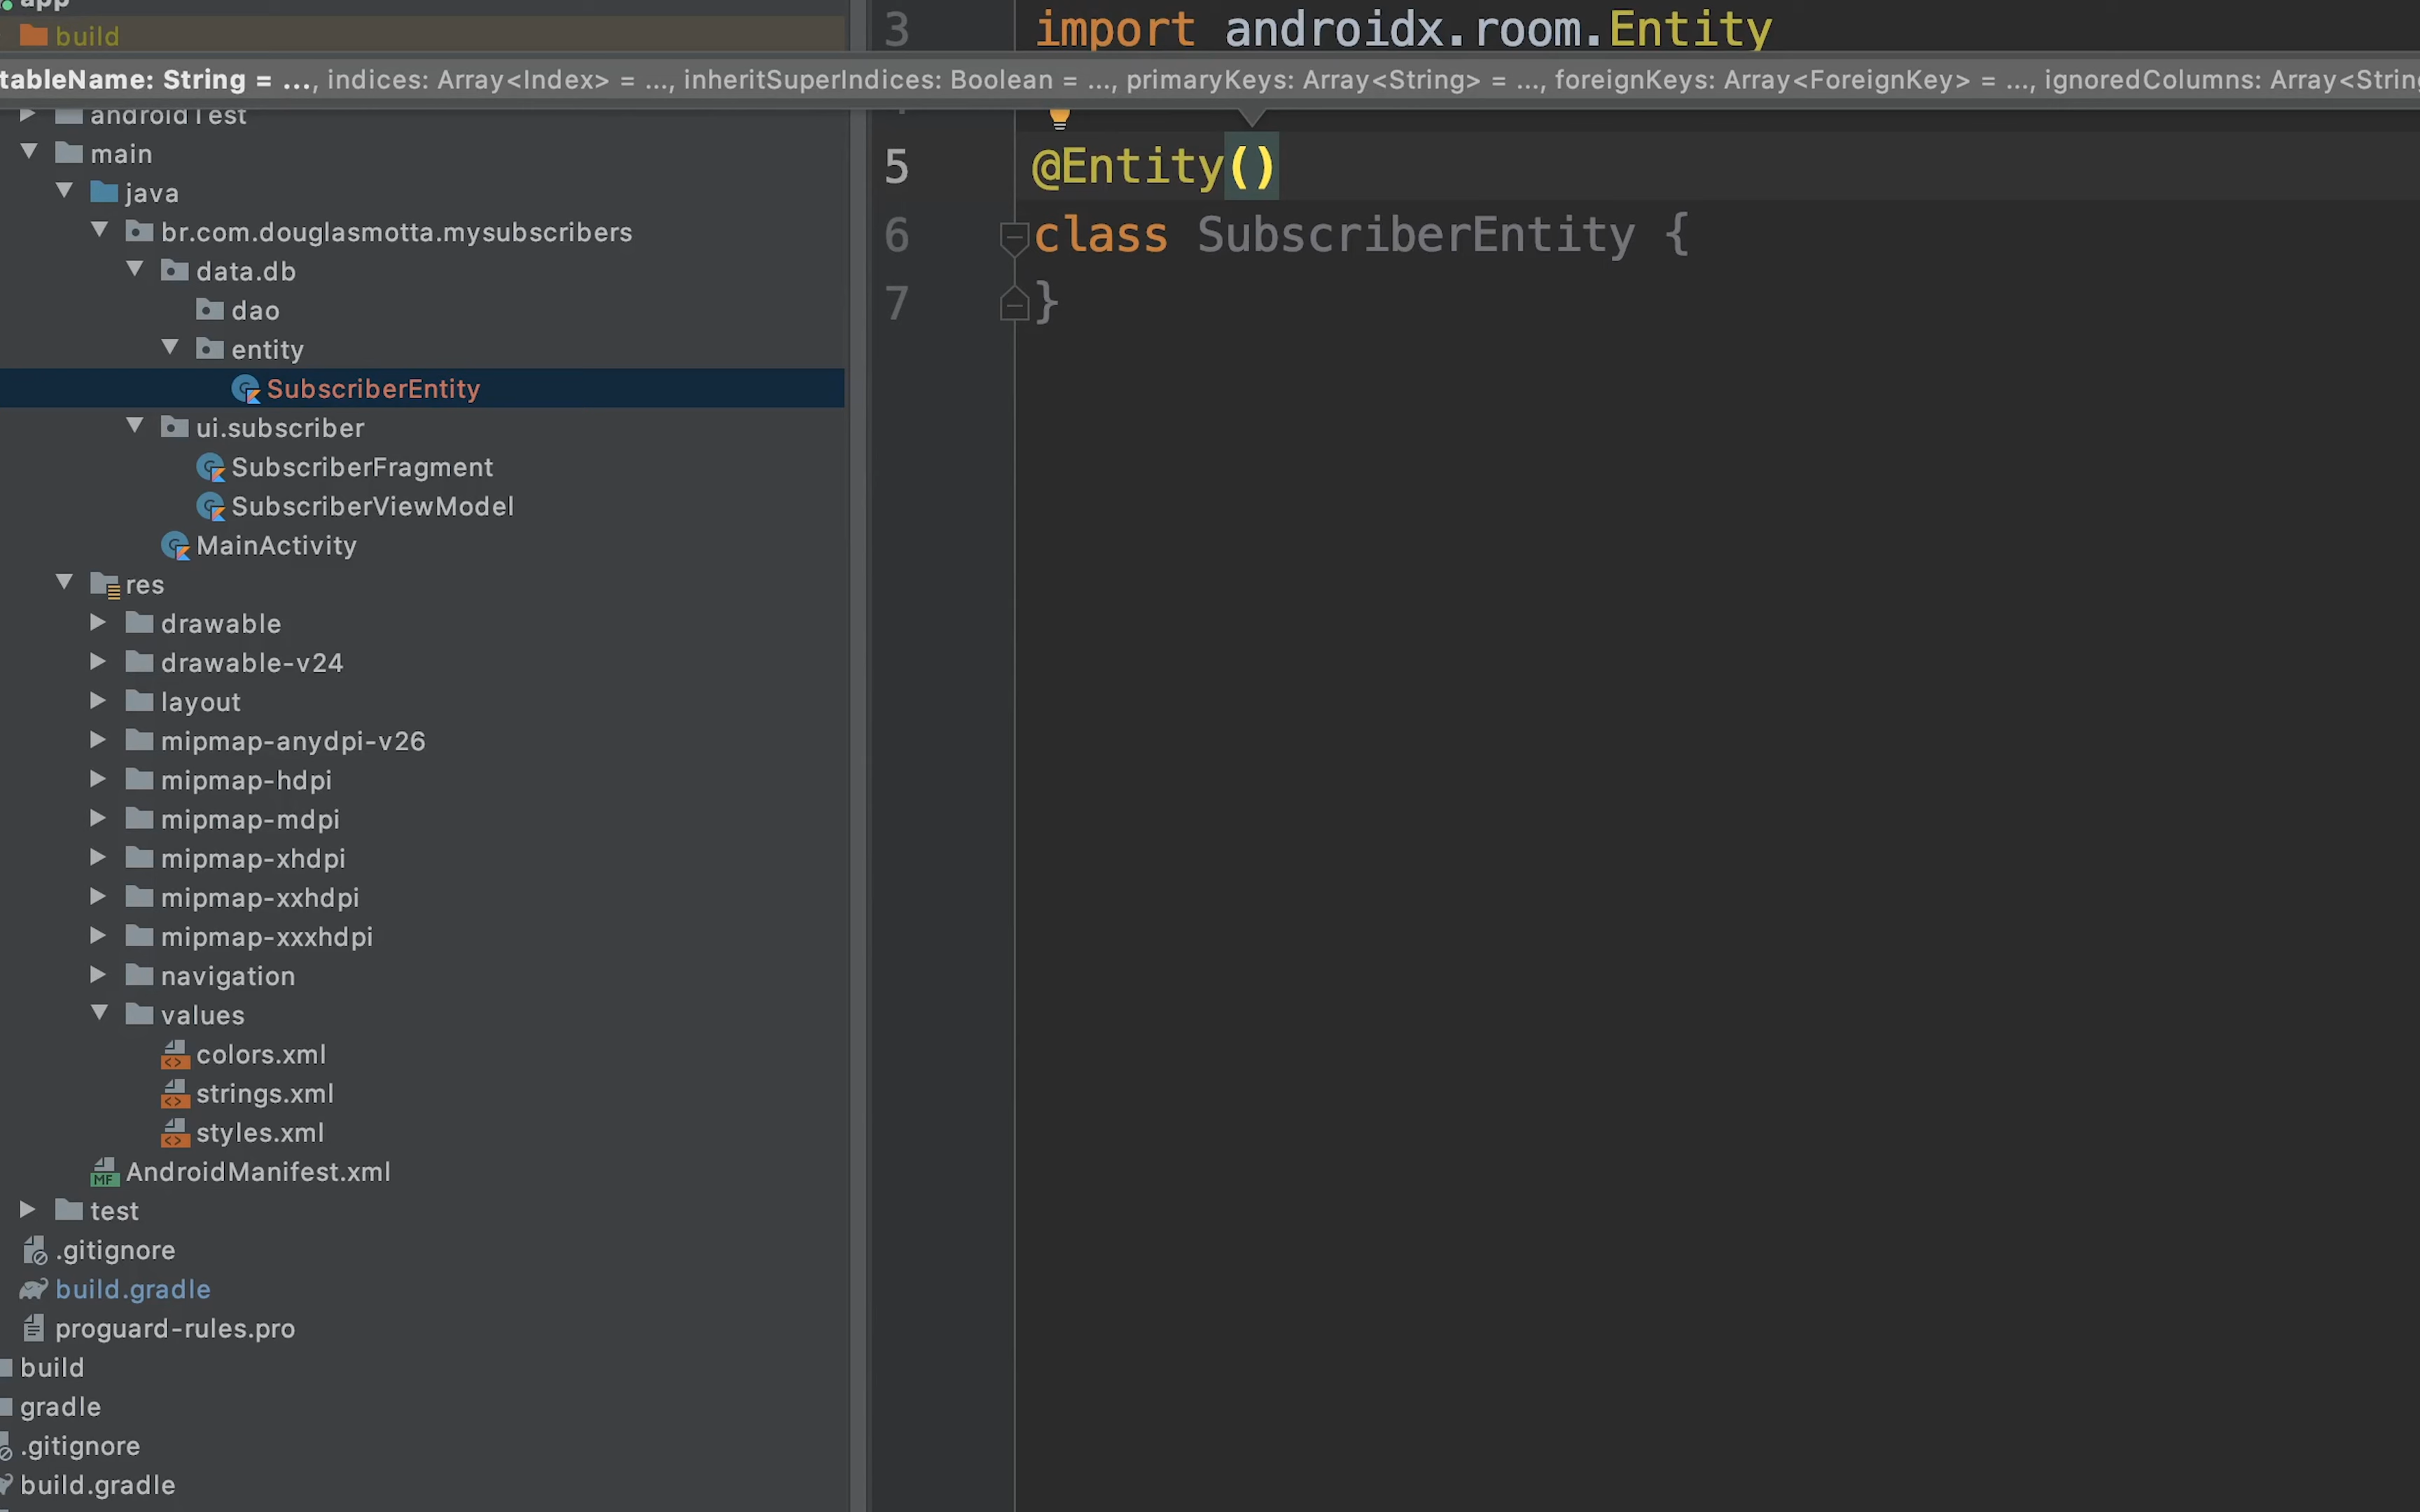 app
build
tableName: String = ..., indices: Array<Index> = ..., inheritSuperIndices: Boolean = ..., primaryKeys: Array<String> = ..., foreignKeys: Array<ForeignKey> = ..., ignoredColumns: Array<String
androidTest
main
java
br.com.douglasmotta.mysubscribers
data.db
dao
entity
SubscriberEntity
ui.subscriber
SubscriberFragment
SubscriberViewModel
MainActivity
res
drawable
drawable-v24
layout
mipmap-anydpi-v26
mipmap-hdpi
mipmap-mdpi
mipmap-xhdpi
mipmap-xxhdpi
mipmap-xxxhdpi
navigation
values
colors.xml
strings.xml
styles.xml
MF AndroidManifest.xml
test
.gitignore
build.gradle
proguard-rules.pro
build
gradle
.gitignore
build.gradle
3 import androidx.room.Entity
5 @Entity()
6 class SubscriberEntity {
7 }